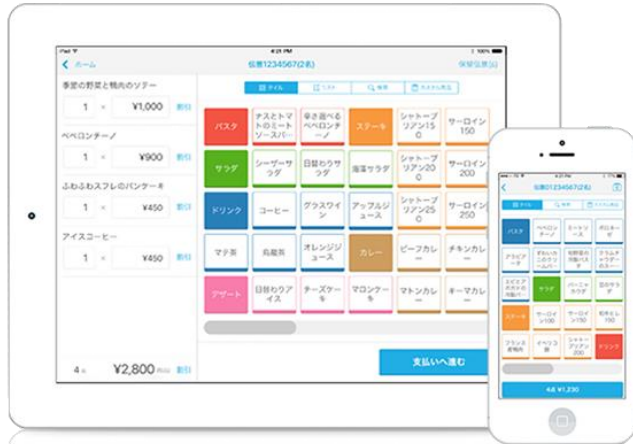 iPad
4:21 PM
100%
ホーム
伝票1234567(2名)
季節の野菜と鴨肉のソテー
1 × ¥1,000 割引
ペペロンチーノ
1 × ¥900 割引
ふわふわスフレのパンケーキ
1 × ¥450 割引
アイスコーヒー
1 × ¥450 割引
4点 ¥2,800 割引
タイル
リスト
検索
パスタ
ナスとトマトのミートソースパ…
辛さ選べるペペロンチーノ
ステーキ
シャトーブリアン150
サーロイン150
サラダ
シーザーサラダ
日替わりサラダ
海藻サラダ
シャトーブリアン200
サーロイン200
ドリンク
コーヒー
グラスワイン
アップルジュース
シャトーブリアン250
サーロイン250
マテ茶
烏龍茶
オレンジジュース
カレー
ビーフカレー
チキンカレー
デザート
日替わりアイス
チーズケーキ
マロンケーキ
マトンカレー
キーマカレー
支払いへ進む
伝票01234567(2名)
タイル
検索
パスタ
ペペロンチーノ
ミートソース
サラダ
ステーキ
サーロイン100
サーロイン150
シャトーブリアン200
ドリンク
4点 ¥1,230